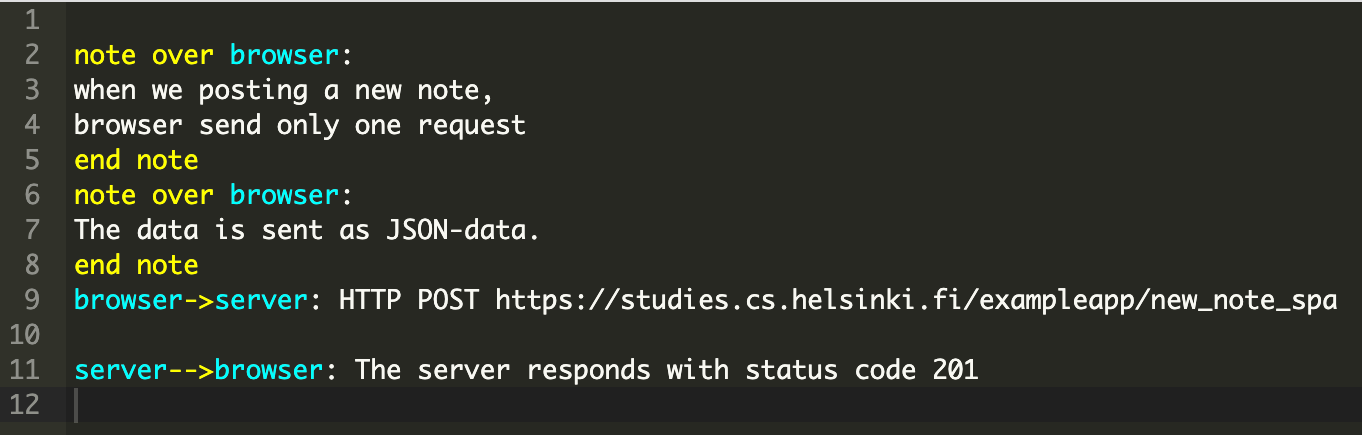 1
2 note over browser:
3 when we posting a new note,
4 browser send only one request
5 end note
6 note over browser:
7 The data is sent as JSON-data.
8 end note
9 browser->server: HTTP POST https://studies.cs.helsinki.fi/exampleapp/new_note_spa
10
11 server-->browser: The server responds with status code 201
12